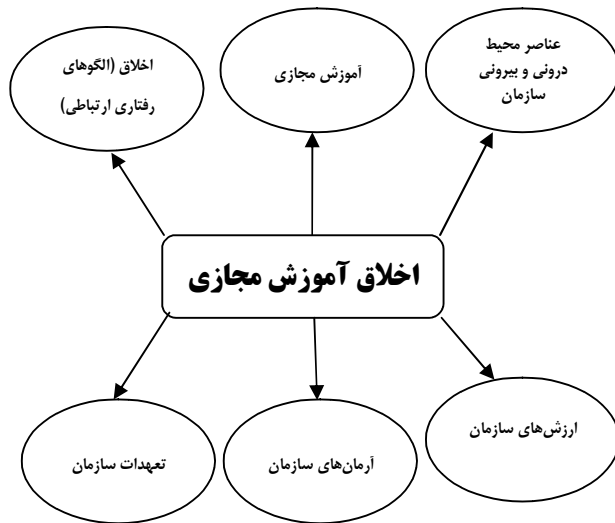 عناصر محیط
درونی و بیرونی
سازمان
آموزش مجازی
اخلاق (الگوهای
رفتاری ارتباطی)
اخلاق آموزش مجازی
ارزش‌های سازمان
آرمان‌های سازمان
تعهدات سازمان